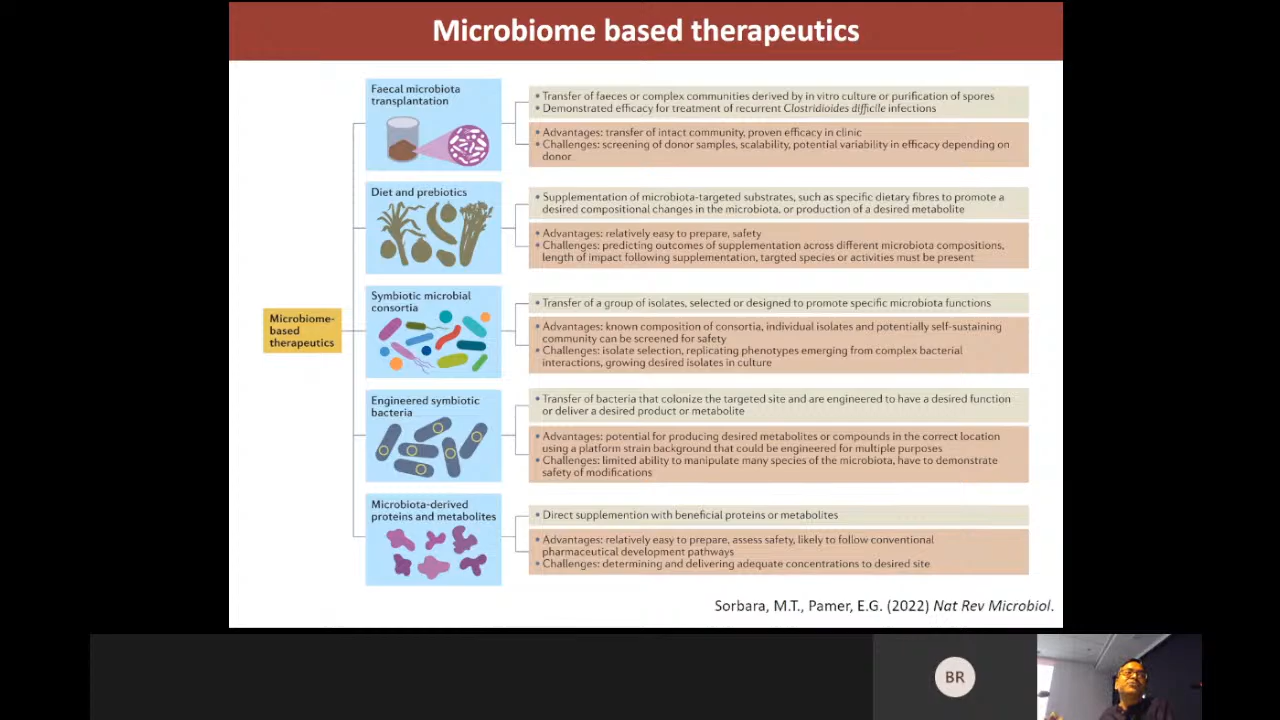 Microbiome based therapeutics
Microbiome-
based
therapeutics
Faecal microbiota
transplantation
• Transfer of faeces or complex communities derived by in vitro culture or purification of spores
• Demonstrated efficacy for treatment of recurrent Clostridioides difficile infections
• Advantages: transfer of intact community, proven efficacy in clinic
• Challenges: screening of donor samples, scalability, potential variability in efficacy depending on
donor
Diet and prebiotics
• Supplementation of microbiota-targeted substrates, such as specific dietary fibres to promote a
desired compositional changes in the microbiota, or production of a desired metabolite
• Advantages: relatively easy to prepare, safety
• Challenges: predicting outcomes of supplementation across different microbiota compositions,
length of impact following supplementation, targted species or activities must be present
Symbiotic microbial
consortia
• Transfer of a group of isolates, selected or designed to promote specific microbiota functions
• Advantages: known composition of consortia, individual isolates and potentially self-sustaining
community can be screened for safety
• Challenges: isolate selection, replicating phenotypes emerging from complex bacterial
interactions, growing desired isolates in culture
Engineered symbiotic
bacteria
• Transfer of bacteria that colonize the targeted site and are engineered to have a desired function
or deliver a desired product or metabolite
• Advantages: potential for producing desired metabolites or compounds in the correct location
using a platform strain background that could be engineered for multiple purposes
• Challenges: limited ability to manipulate many species of the microbiota, have to demonstrate
safety of modifications
Microbiota-derived
proteins and metabolites
• Direct supplemention with beneficial proteins or metabolites
• Advantages: relatively easy to prepare, assess safety, likely to follow conventional
pharmaceutical development pathways
• Challenges: determining and delivering adequate concentrations to desired site
Sorbara, M.T., Pamer, E.G. (2022) Nat Rev Microbiol.
BR